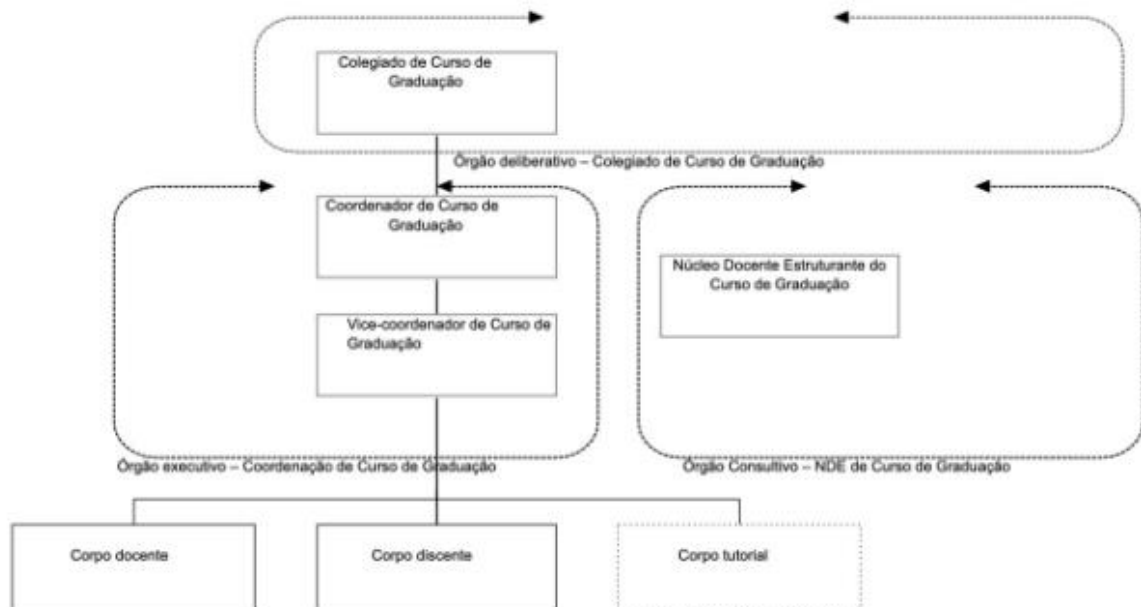 Colegiado de Curso de
Graduação
Órgão deliberativo – Colegiado de Curso de Graduação
Coordenador de Curso de
Graduação
Núcleo Docente Estruturante do
Curso de Graduação
Vice-coordenador de Curso de
Graduação
Órgão executivo – Coordenação de Curso de Graduação
Órgão Consultivo – NDE de Curso de Graduação
Corpo docente
Corpo discente
Corpo tutorial